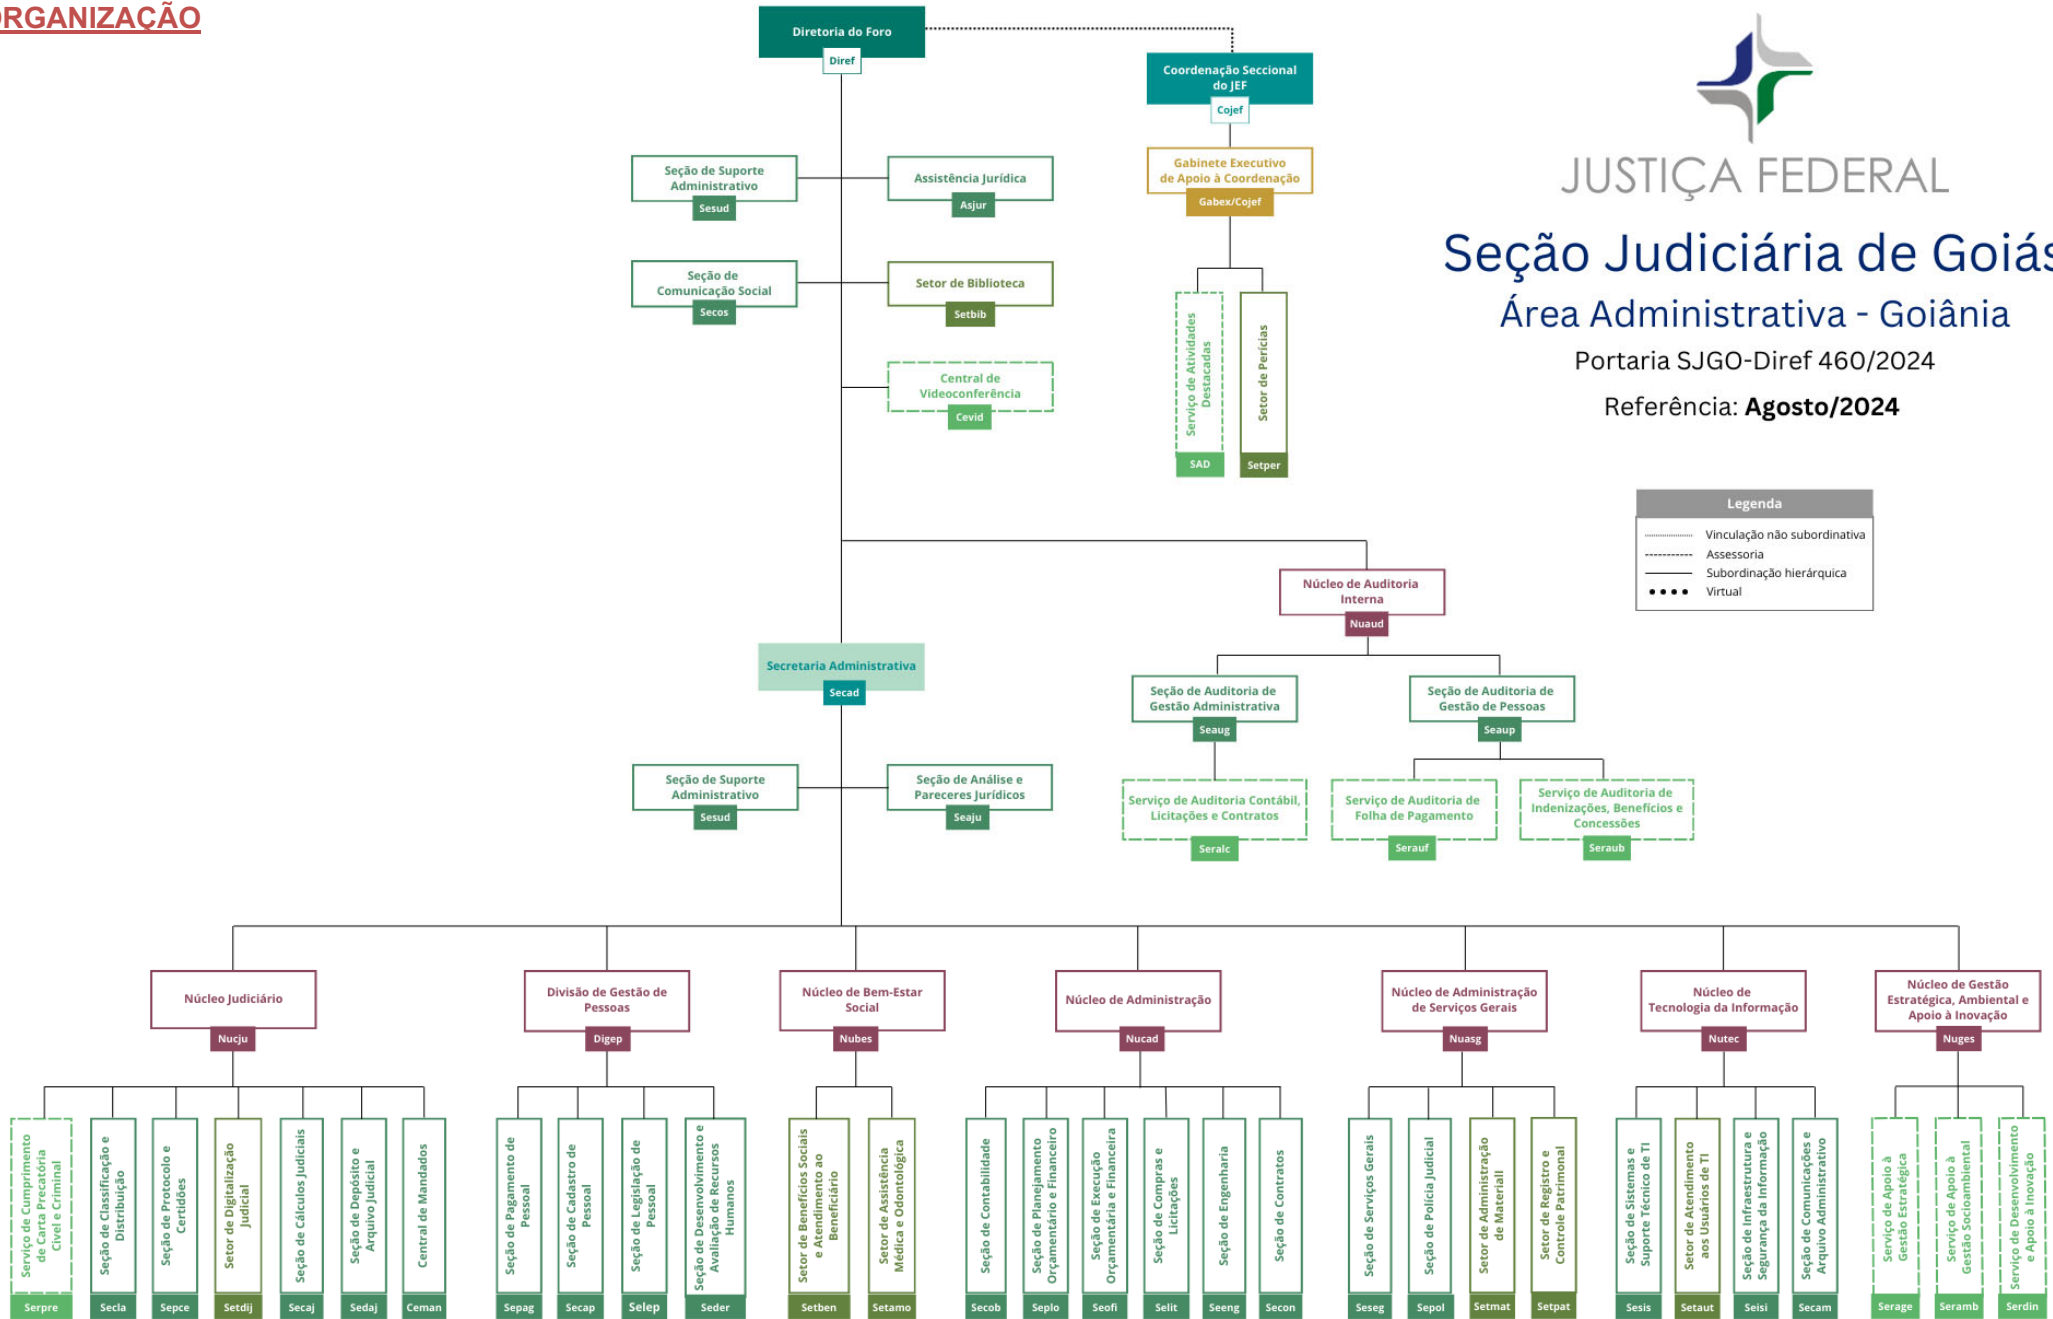 RGANIZAÇÃO
Diretoria do Foro
Diref
Coordenação Seccional
do JEF
Cojef
Gabinete Executivo
de Apoio à Coordenação
Gabex/Cojef
Seção de Suporte
Administrativo
Sesud
Assistência Jurídica
Asjur
Seção de
Comunicação Social
Secos
Setor de Biblioteca
Setbib
Central de
Videoconferência
Cevid
Serviço de Atividades
Destacadas
SAD
Setor de Perícias
Setper
JUSTIÇA FEDERAL
Seção Judiciária de Goiás
Área Administrativa - Goiânia
Portaria SJGO-Diref 460/2024
Referência: Agosto/2024
Legenda
Vinculação não subordinativa
Assessoria
Subordinação hierárquica
Virtual
Núcleo de Auditoria
Interna
Nuaud
Secretaria Administrativa
Secad
Seção de Auditoria de
Gestão Administrativa
Seaug
Seção de Auditoria de
Gestão de Pessoas
Seaup
Seção de Suporte
Administrativo
Sesud
Seção de Análise e
Pareceres Jurídicos
Seaju
Serviço de Auditoria Contábil,
Licitações e Contratos
Seralc
Serviço de Auditoria de
Folha de Pagamento
Serauf
Serviço de Auditoria de
Indenizações, Benefícios e
Concessões
Seraub
Núcleo Judiciário
Nucju
Divisão de Gestão de
Pessoas
Digep
Núcleo de Bem-Estar
Social
Nubes
Núcleo de Administração
Nucad
Núcleo de Administração
de Serviços Gerais
Nuasg
Núcleo de
Tecnologia da Informação
Nutec
Núcleo de Gestão
Estratégica, Ambiental e
Apoio à Inovação
Nuges
Serviço de Cumprimento
de Carta Precatória
Cível e Criminal
Serpre
Seção de Classificação e
Distribuição
Secla
Seção de Protocolo e
Certidões
Sepce
Setor de Digitalização
Judicial
Setdij
Seção de Cálculos Judiciais
Secaj
Seção de Depósito e
Arquivo Judicial
Sedaj
Central de Mandados
Ceman
Seção de Pagamento de
Pessoal
Sepag
Seção de Cadastro de
Pessoal
Secap
Seção de Legislação de
Pessoal
Selep
Seção de Desenvolvimento e
Avaliação de Recursos
Humanos
Seder
Setor de Benefícios Sociais
e Atendimento ao
Beneficiário
Setben
Setor de Assistência
Médica e Odontológica
Setamo
Seção de Contabilidade
Secob
Seção de Planejamento
Orçamentário e Financeiro
Seplo
Seção de Execução
Orçamentária e Financeira
Seofi
Seção de Compras e
Licitações
Selit
Seção de Engenharia
Seeng
Seção de Contratos
Secon
Seção de Serviços Gerais
Seseg
Seção de Polícia Judicial
Sepol
Setor de Administração
de Materiall
Setmat
Setor de Registro e
Controle Patrimonal
Setpat
Seção de Sistemas e
Suporte Técnico de TI
Sesis
Setor de Atendimento
aos Usuários de TI
Setaut
Seção de Infraestrutura e
Segurança da Informação
Seisi
Seção de Comunicações e
Arquivo Administrativo
Secam
Serviço de Apoio à
Gestão Estratégica
Serage
Serviço de Apoio à
Gestão Socioambiental
Seramb
Serviço de Desenvolvimento
e Apoio à Inovação
Serdin